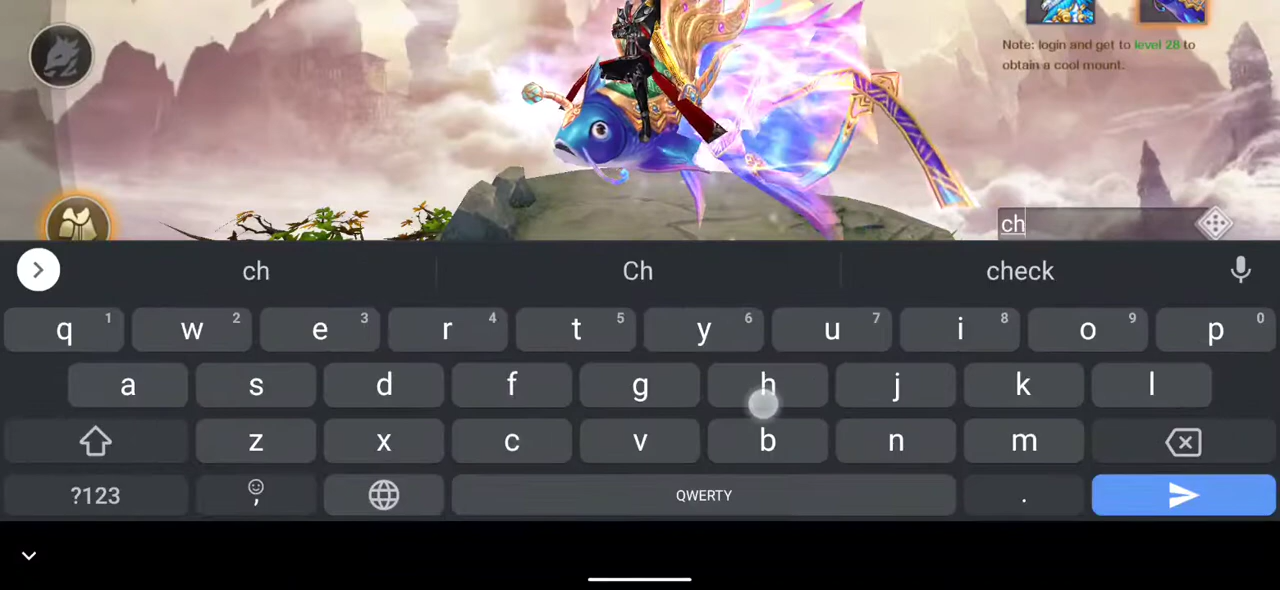 Note: login and get to level 28 to
obtain a cool mount.
ch
ch Ch check
q 1 w 2 e 3 r 4 t 5 y 6 u 7 i 8 o 9 p 0
a s d f g h j k l
z x c v b n m
?123 , QWERTY .